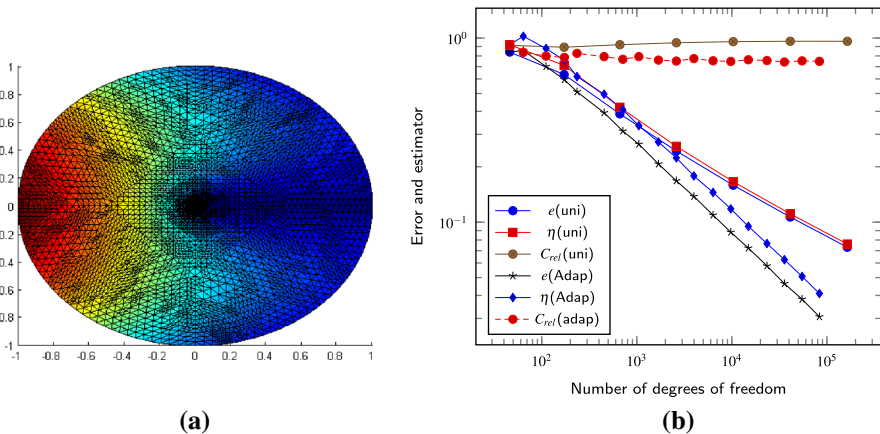 1
0.8
0.6
0.4
0.2
0
-0.2
-0.4
-0.6
-0.8
-1
-1 -0.8 -0.6 -0.4 -0.2 0 0.2 0.4 0.6 0.8 1
(a)
Error and estimator
10^0
10^-1
e(uni)
η(uni)
C_rel(uni)
e(Adap)
η(Adap)
C_rel(adap)
10^2 10^3 10^4 10^5
Number of degrees of freedom
(b)